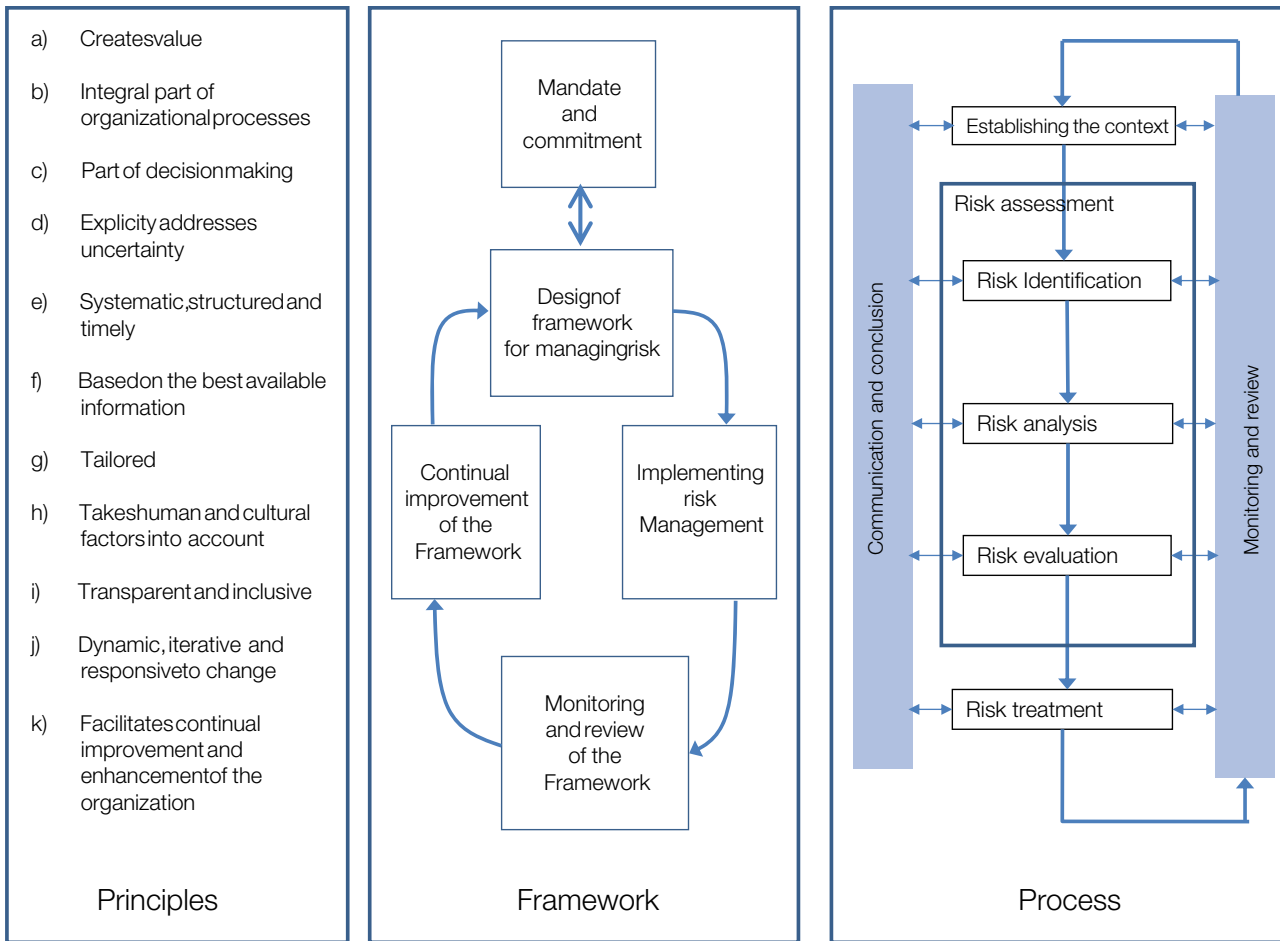 a) Createsvalue
b) Integral part of
organizationalprocesses
c) Part of decisionmaking
d) Explicity addresses
uncertainty
e) Systematic,structured and
timely
f) Basedon the best available
information
g) Tailored
h) Takeshuman and cultural
factors into account
i) Transparent and inclusive
j) Dynamic, iterative and
responsiveto change
k) Facilitates continual
improvement and
enhancementof the
organization
Principles
Mandate
and
commitment
Designof
framework
for managingrisk
Continual
improvement
of the
Framework
Implementing
risk
Management
Monitoring
and review
of the
Framework
Framework
Communication and conclusion
Establishing the context
Risk assessment
Risk Identification
Risk analysis
Risk evaluation
Risk treatment
Monitoring and review
Process